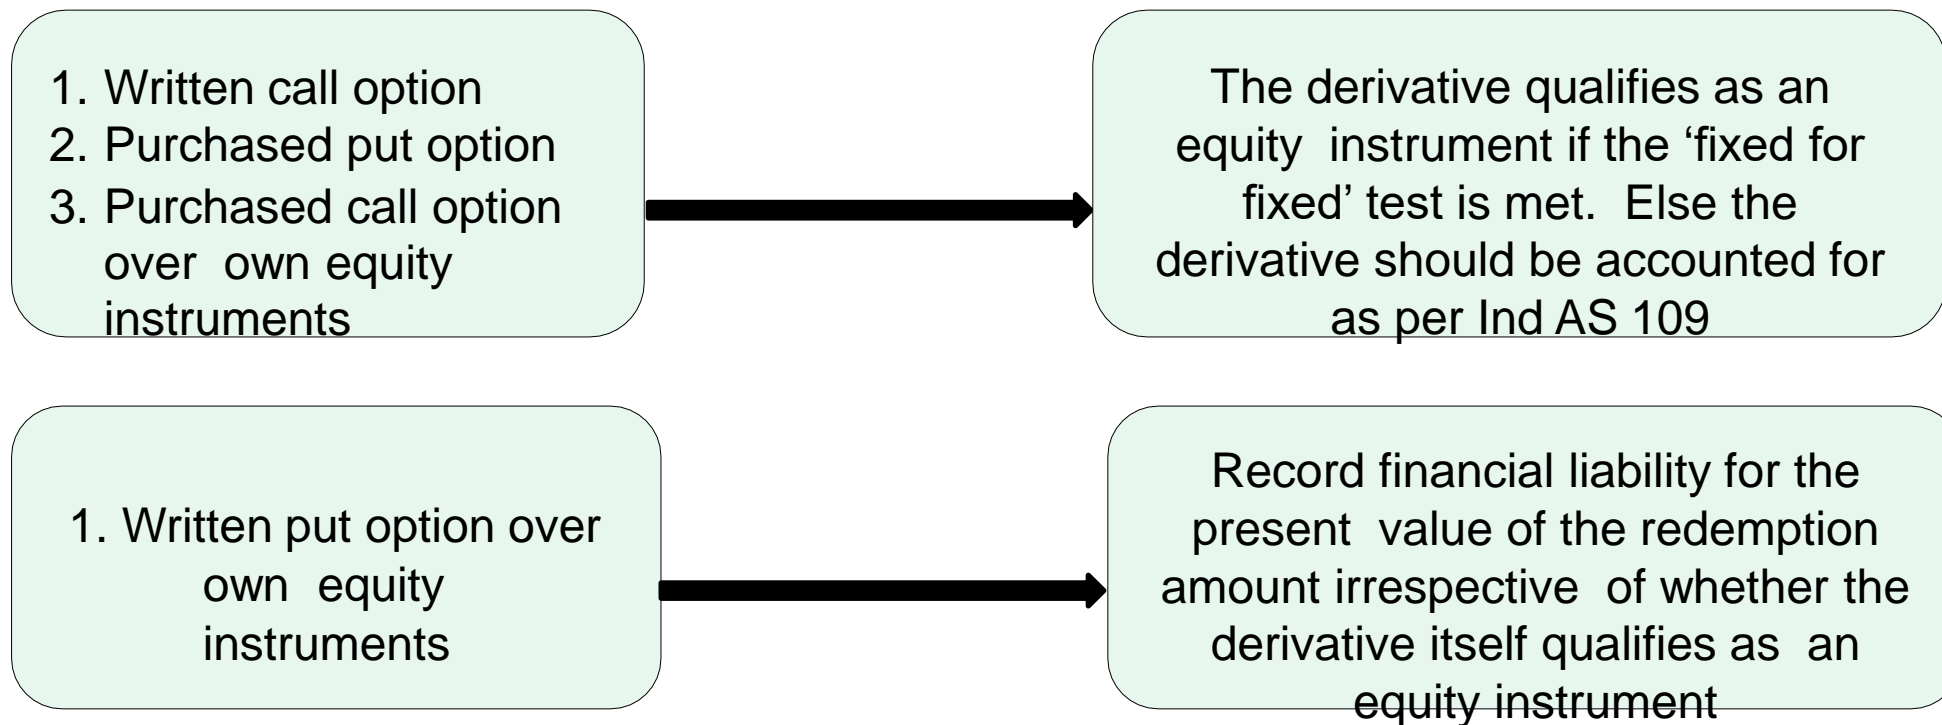 1. Written call option
2. Purchased put option
3. Purchased call option
over own equity
instruments
The derivative qualifies as an
equity instrument if the ‘fixed for
fixed’ test is met. Else the
derivative should be accounted for
as per Ind AS 109
1. Written put option over
own equity
instruments
Record financial liability for the
present value of the redemption
amount irrespective of whether the
derivative itself qualifies as an
equity instrument